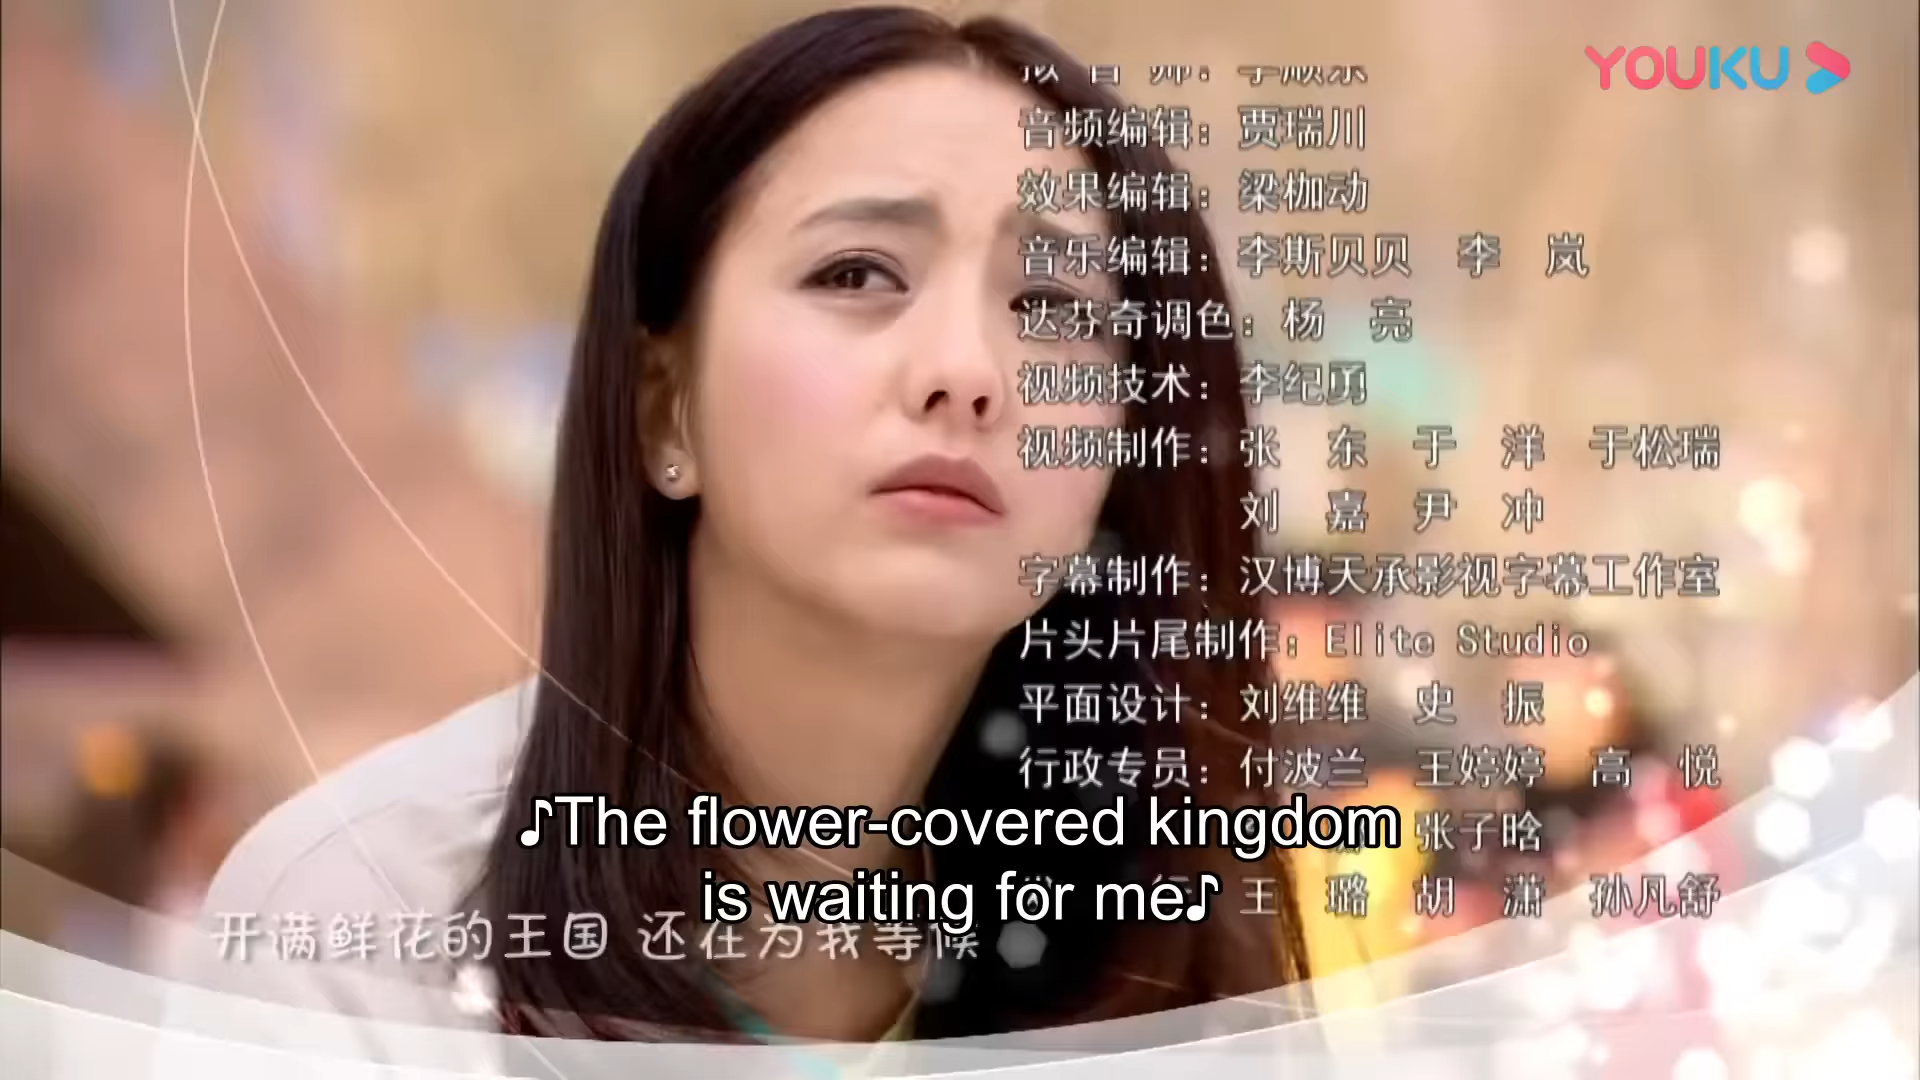 YOUKU
音频编辑：贾瑞川
效果编辑：梁枷动
音乐编辑：李斯贝贝 李 岚
达芬奇调色：杨 亮
视频技术：李纪勇
视频制作：张 东 于 洋 于松瑞
刘 嘉 尹 冲
字幕制作：汉博天承影视字幕工作室
片头片尾制作：Elite Studio
平面设计：刘维维 史 振
行政专员：付波兰 王婷婷 高 悦
张子晗
王 璐 胡 潇 孙凡舒
♪The flower-covered kingdom
is waiting for me♪
开满鲜花的王国 还在为我等候